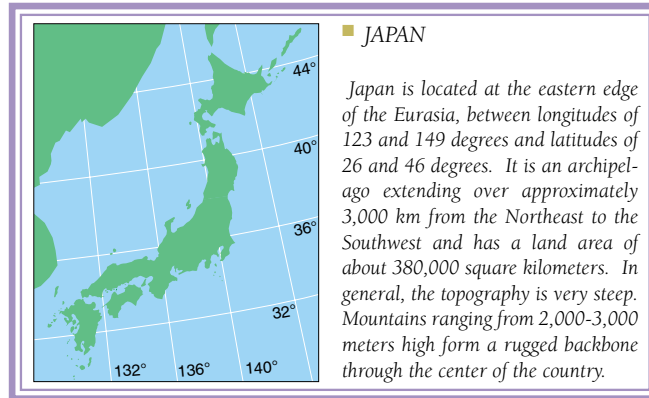 JAPAN
Japan is located at the eastern edge
of the Eurasia, between longitudes of
123 and 149 degrees and latitudes of
26 and 46 degrees. It is an archipel-
ago extending over approximately
3,000 km from the Northeast to the
Southwest and has a land area of
about 380,000 square kilometers. In
general, the topography is very steep.
Mountains ranging from 2,000-3,000
meters high form a rugged backbone
through the center of the country.
44°
40°
36°
32°
132° 136° 140°